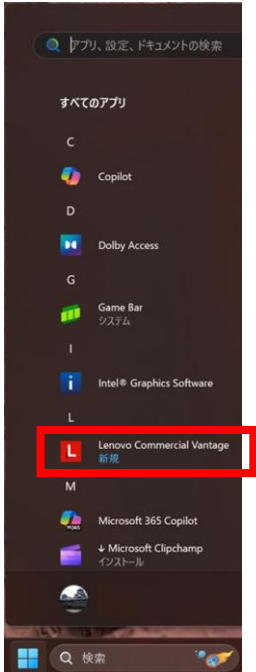 アプリ、設定、ドキュメントの検索
すべてのアプリ
C
Copilot
D
Dolby Access
G
Game Bar
システム
I
Intel® Graphics Software
L
L
Lenovo Commercial Vantage
新規
M
M365
Microsoft 365 Copilot
↓ Microsoft Clipchamp
インストール
検索